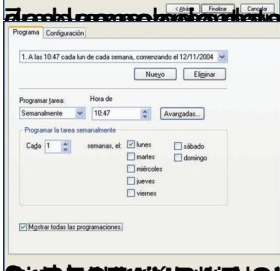 < Atrás Finalizar Cancelar
Programa Configuración
1. A las 10:47 cada lun de cada semana, comenzando el 12/11/2004
Nuevo Eliminar
Programar tarea: Hora de
Semanalmente 10:47 Avanzadas...
Programar la tarea semanalmente
Cada 1 semanas, el: lunes sábado
martes domingo
miércoles
jueves
viernes
Mostrar todas las programaciones.